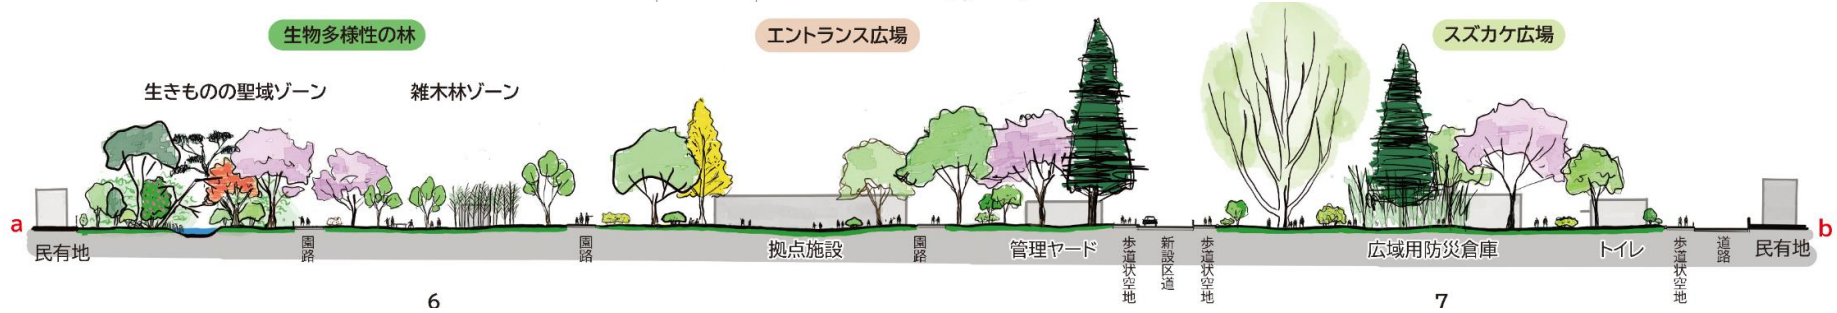 生物多様性の林
エントランス広場
スズカケ広場
生きものの聖域ゾーン
雑木林ゾーン
a
民有地
園路
園路
拠点施設
園路
管理ヤード
歩道状空地
新設区道
歩道状空地
広域用防災倉庫
トイレ
歩道状空地
道路
民有地
b
6
7